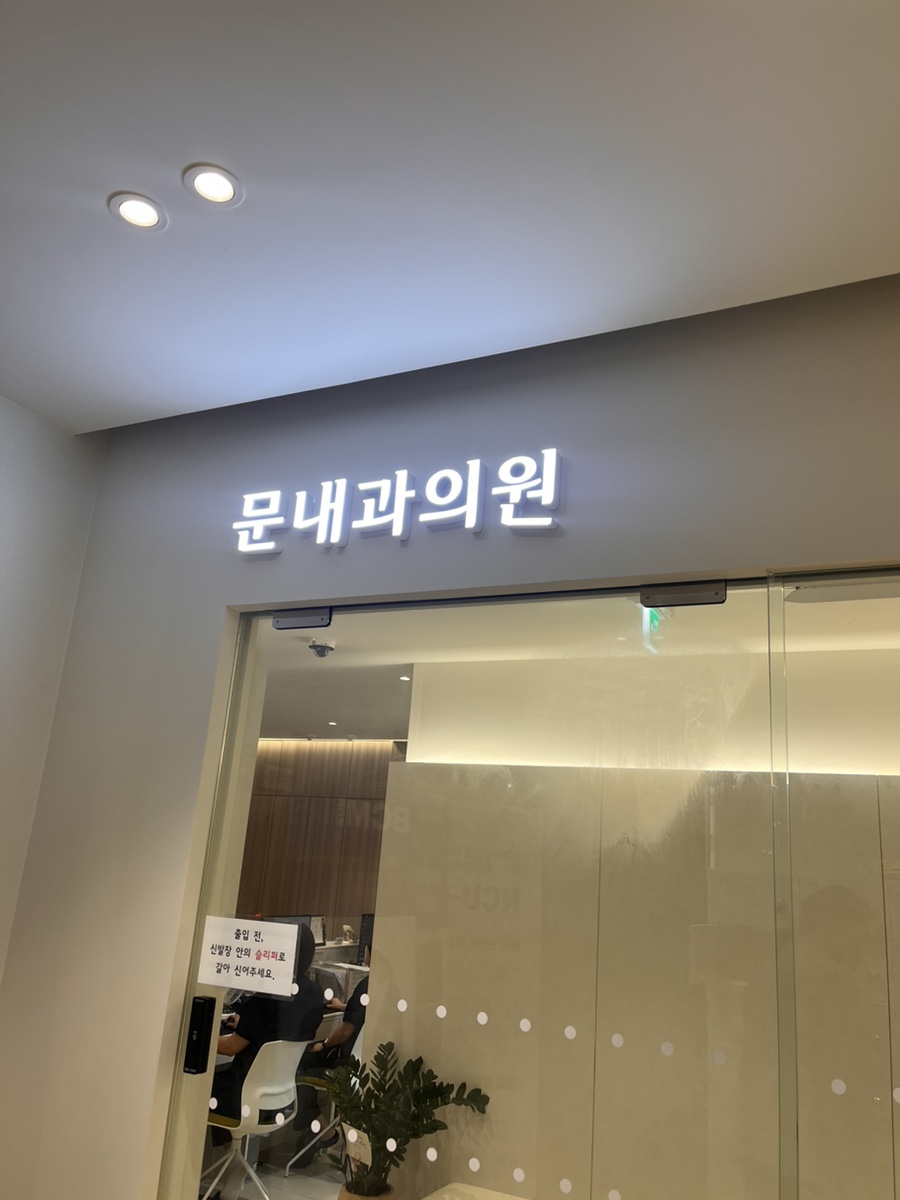 문내과의원
출입 전,
신발장 안의 슬리퍼로
갈아 신어주세요.